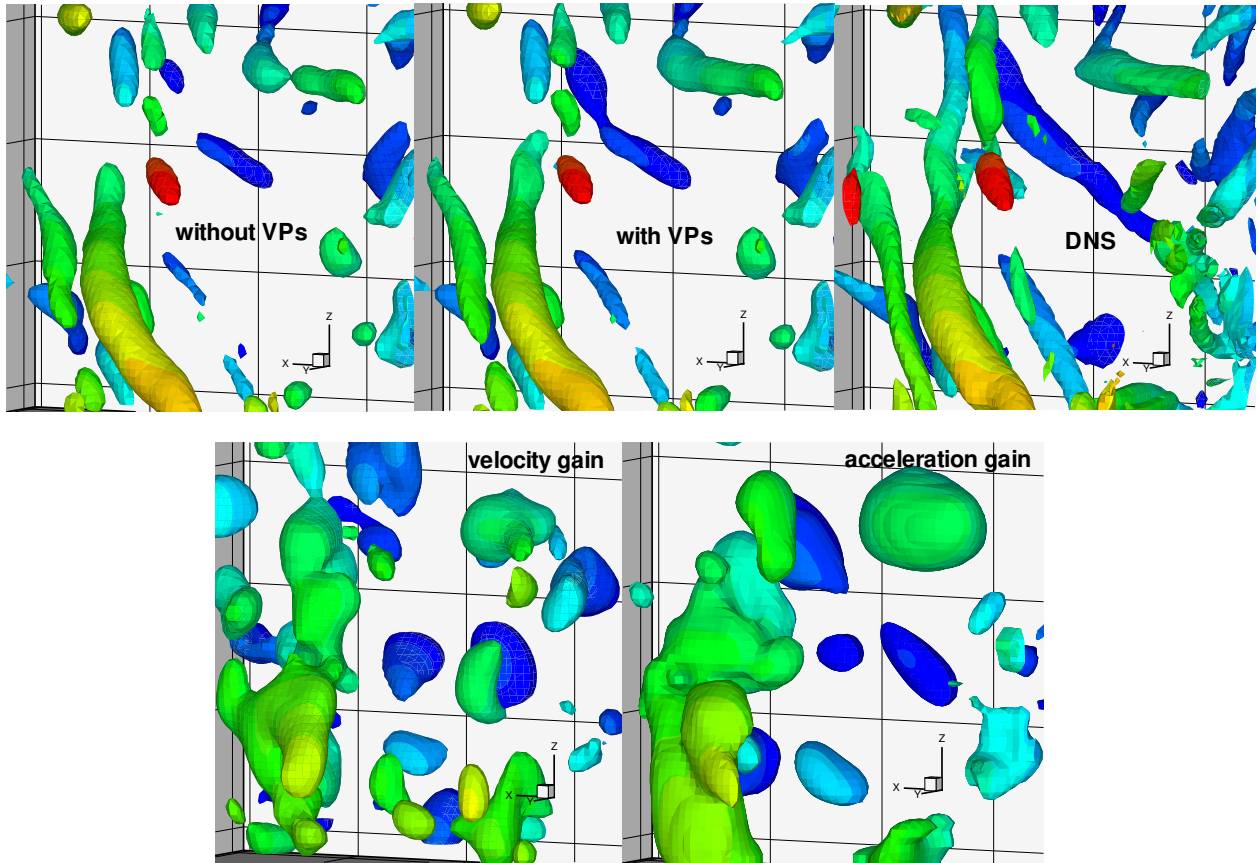 without VPs
with VPs
DNS
Z
X
Y
Z
X
Y
Z
X
Y
velocity gain
acceleration gain
Z
X
Y
Z
X
Y